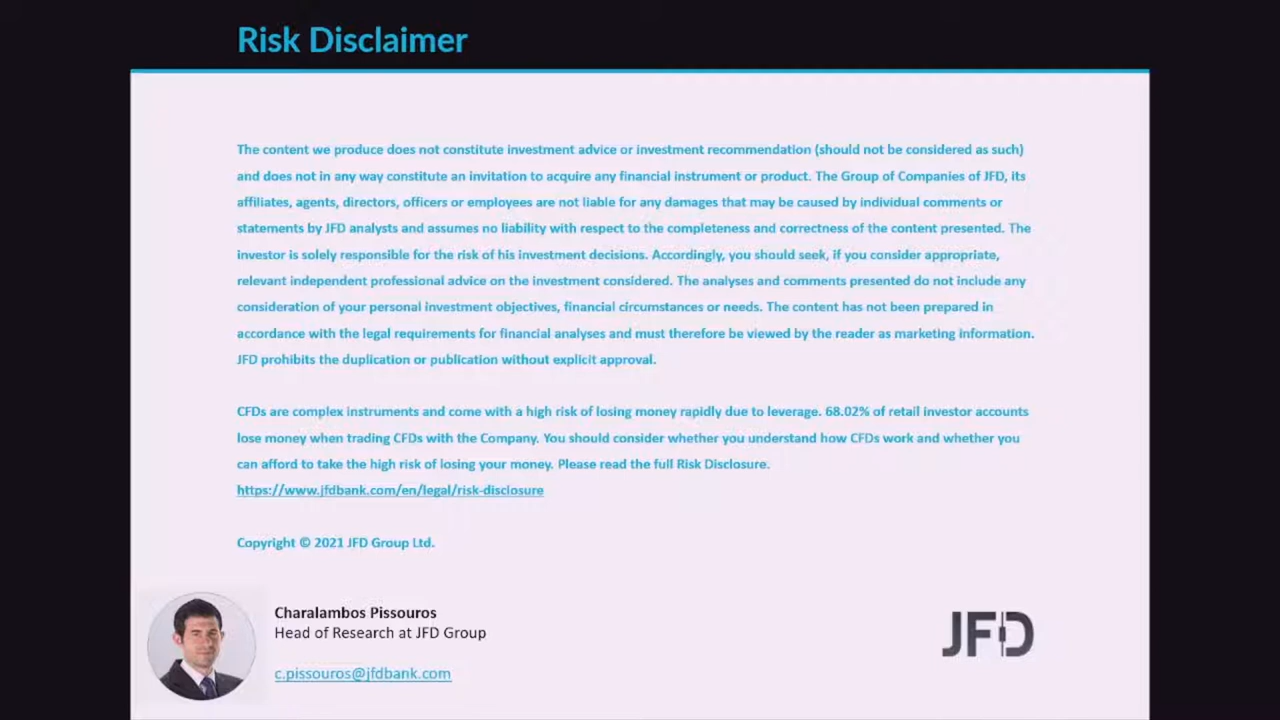 Risk Disclaimer
The content we produce does not constitute investment advice or investment recommendation (should not be considered as such)
and does not in any way constitute an invitation to acquire any financial instrument or product. The Group of Companies of JFD, its
affiliates, agents, directors, officers or employees are not liable for any damages that may be caused by individual comments or
statements by JFD analysts and assumes no liability with respect to the completeness and correctness of the content presented. The
investor is solely responsible for the risk of his investment decisions. Accordingly, you should seek, if you consider appropriate,
relevant independent professional advice on the investment considered. The analyses and comments presented do not include any
consideration of your personal investment objectives, financial circumstances or needs. The content has not been prepared in
accordance with the legal requirements for financial analyses and must therefore be viewed by the reader as marketing information.
JFD prohibits the duplication or publication without explicit approval.
CFDs are complex instruments and come with a high risk of losing money rapidly due to leverage. 68.02% of retail investor accounts
lose money when trading CFDs with the Company. You should consider whether you understand how CFDs work and whether you
can afford to take the high risk of losing your money. Please read the full Risk Disclosure.
https://www.jfdbank.com/en/legal/risk-disclosure
Copyright © 2021 JFD Group Ltd.
Charalambos Pissouros
Head of Research at JFD Group
c.pissouros@jfdbank.com
JFD